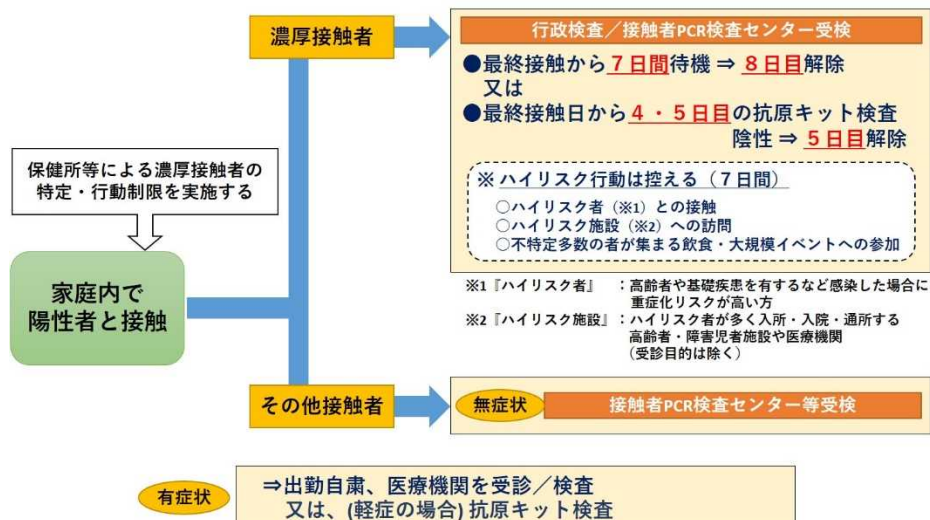 濃厚接触者
行政検査／接触者PCR検査センター受検
●最終接触から７日間待機 ⇒ ８日目解除
又は
●最終接触日から４・５日目の抗原キット検査
陰性 ⇒ ５日目解除
※ ハイリスク行動は控える（７日間）
○ハイリスク者（※1）との接触
○ハイリスク施設（※2）への訪問
○不特定多数の者が集まる飲食・大規模イベントへの参加
保健所等による濃厚接触者の
特定・行動制限を実施する
家庭内で
陽性者と接触
※1『ハイリスク者』 ：高齢者や基礎疾患を有するなど感染した場合に
重症化リスクが高い方
※2『ハイリスク施設』：ハイリスク者が多く入所・入院・通所する
高齢者・障害児者施設や医療機関
（受診目的は除く）
その他接触者
無症状
接触者PCR検査センター等受検
有症状
⇒出勤自粛、医療機関を受診／検査
又は、(軽症の場合) 抗原キット検査